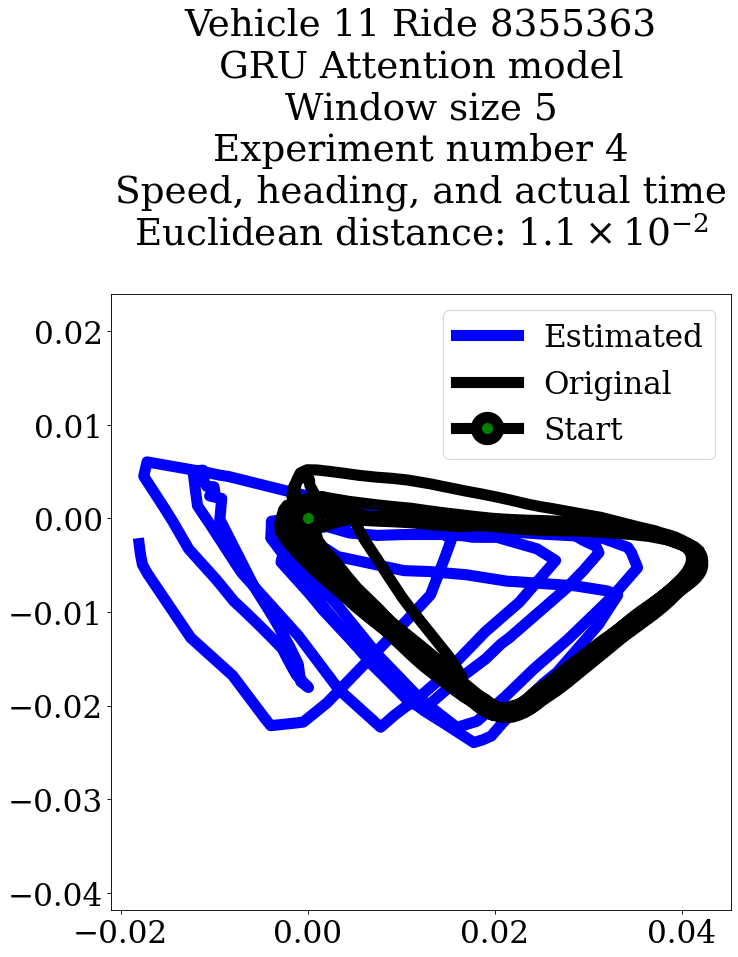 Vehicle 11 Ride 8355363
GRU Attention model
Window size 5
Experiment number 4
Speed, heading, and actual time
Euclidean distance: 1.1 × 10⁻²
Estimated
Original
Start
0.02
0.01
0.00
−0.01
−0.02
−0.03
−0.04
−0.02 0.00 0.02 0.04